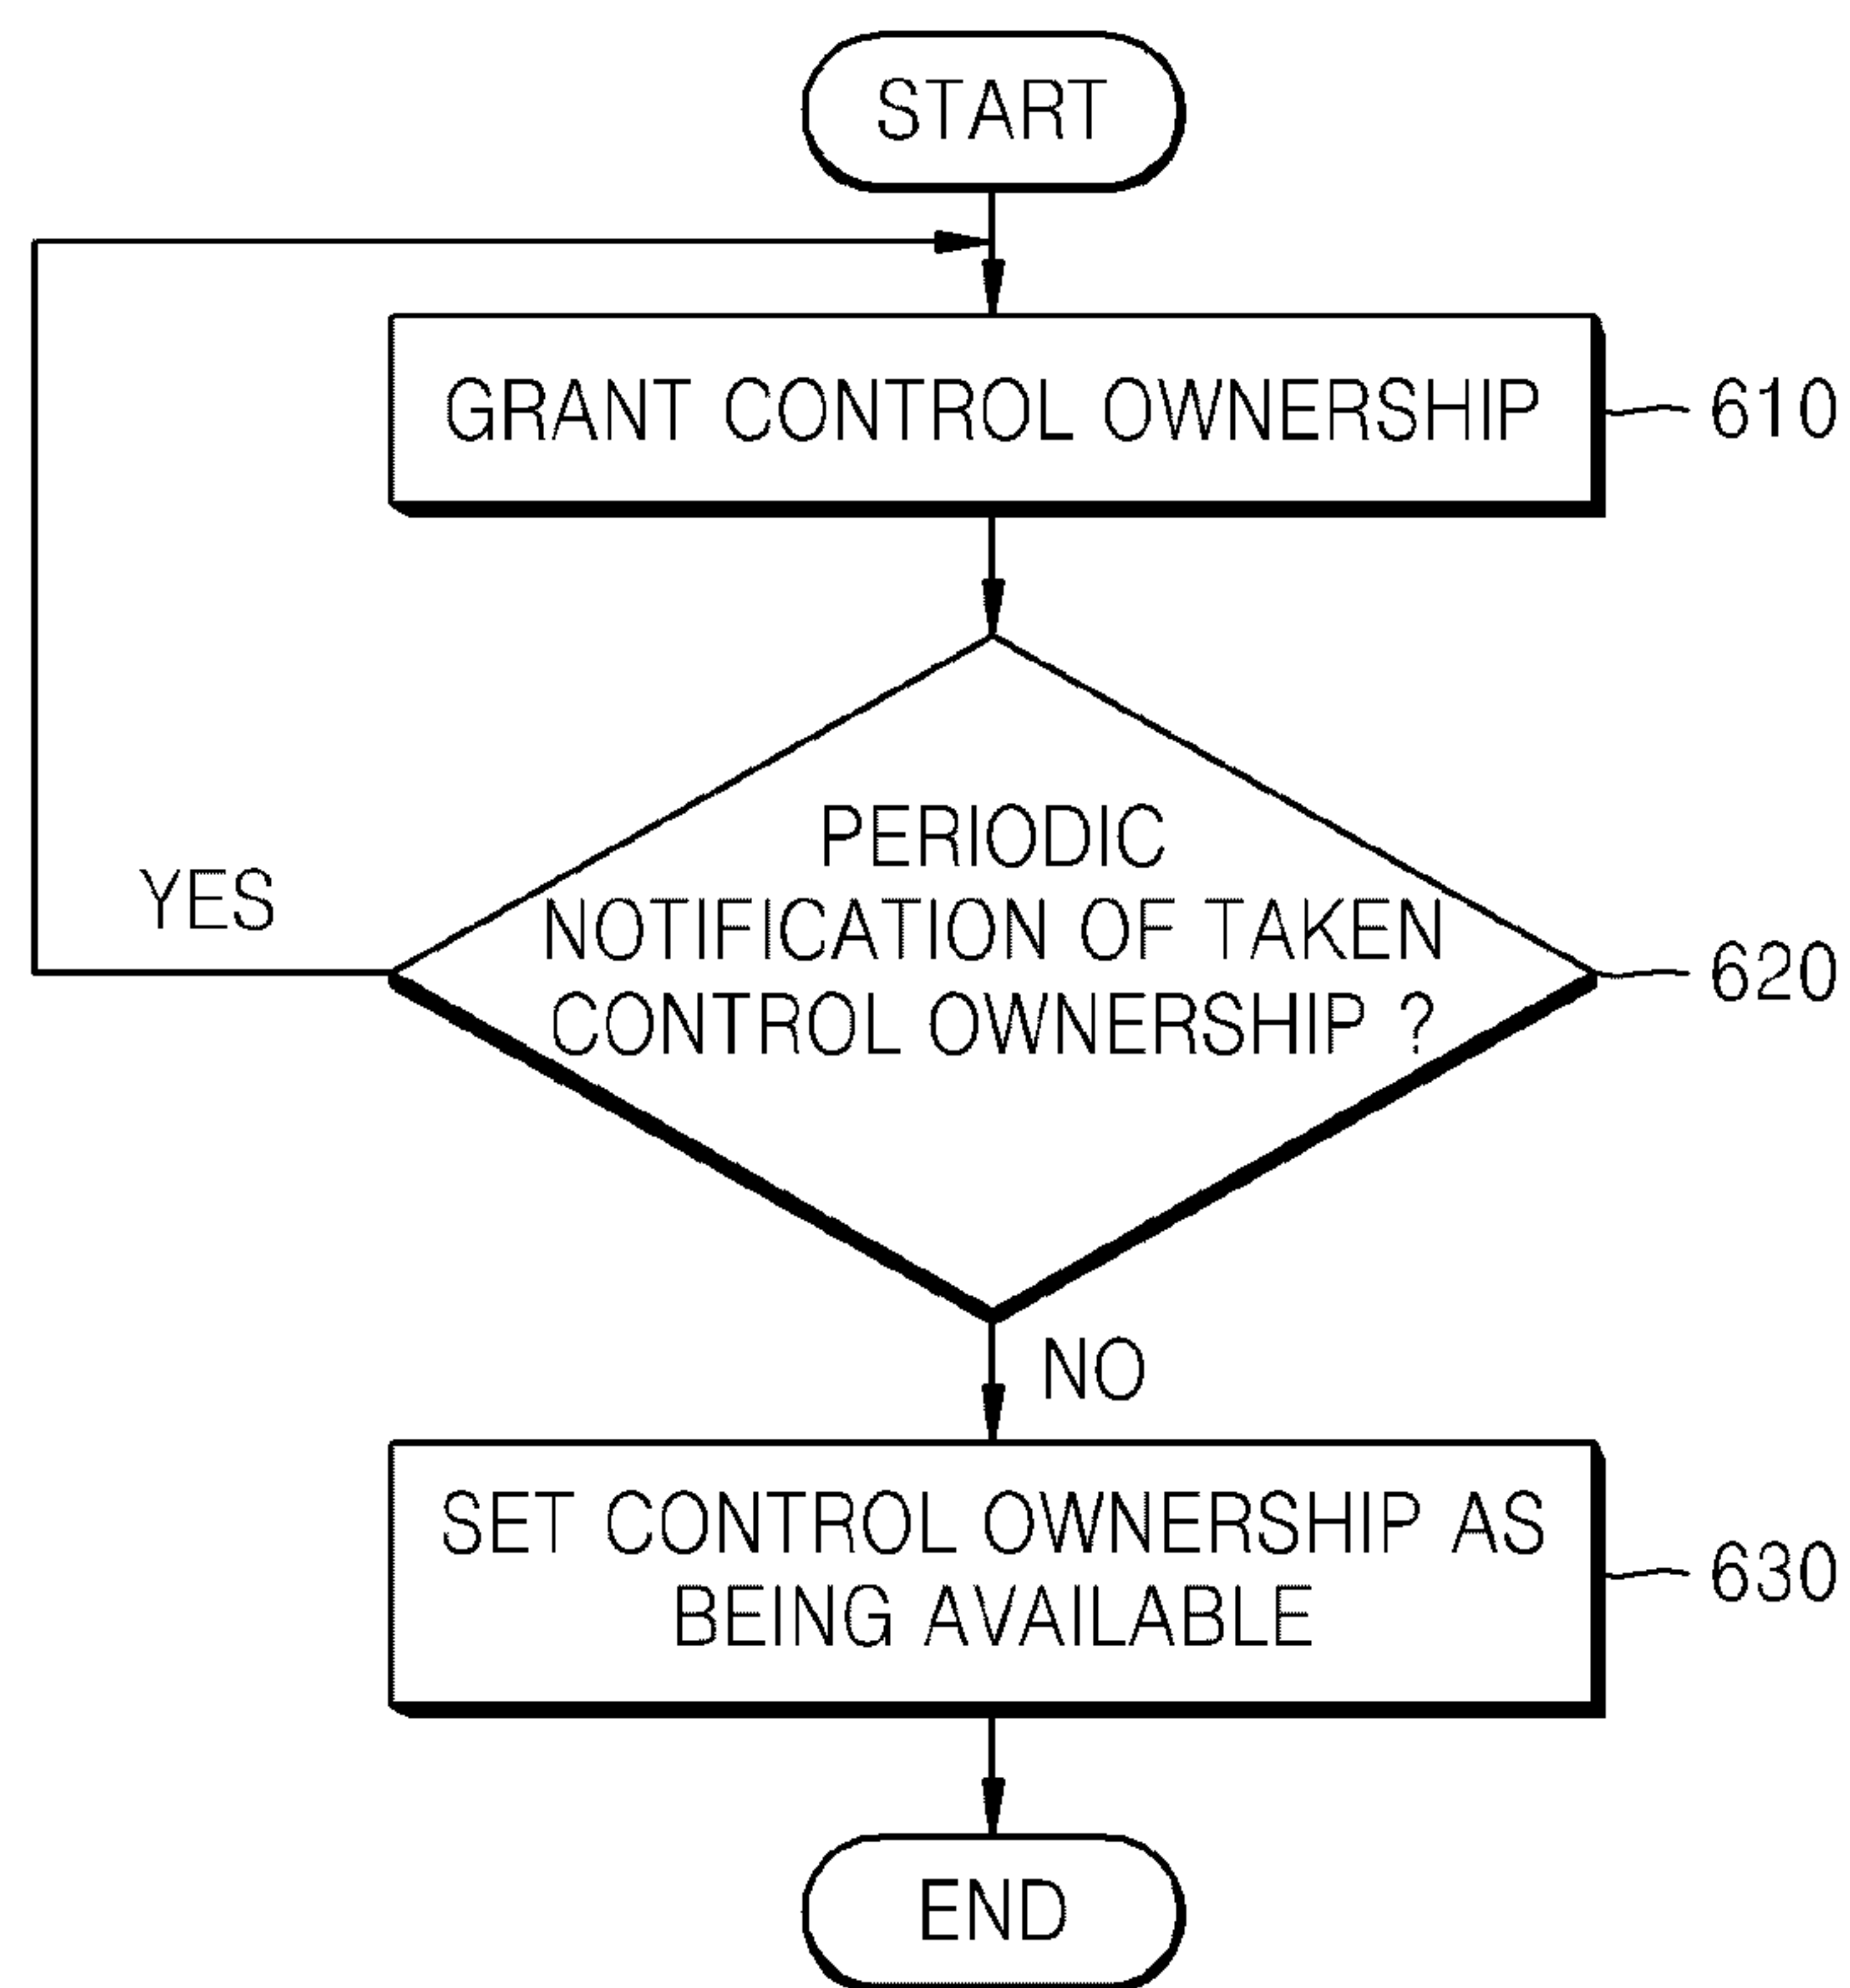 START
GRANT CONTROL OWNERSHIP
610
PERIODIC
NOTIFICATION OF TAKEN
CONTROL OWNERSHIP ?
620
YES
NO
SET CONTROL OWNERSHIP AS
BEING AVAILABLE
630
END